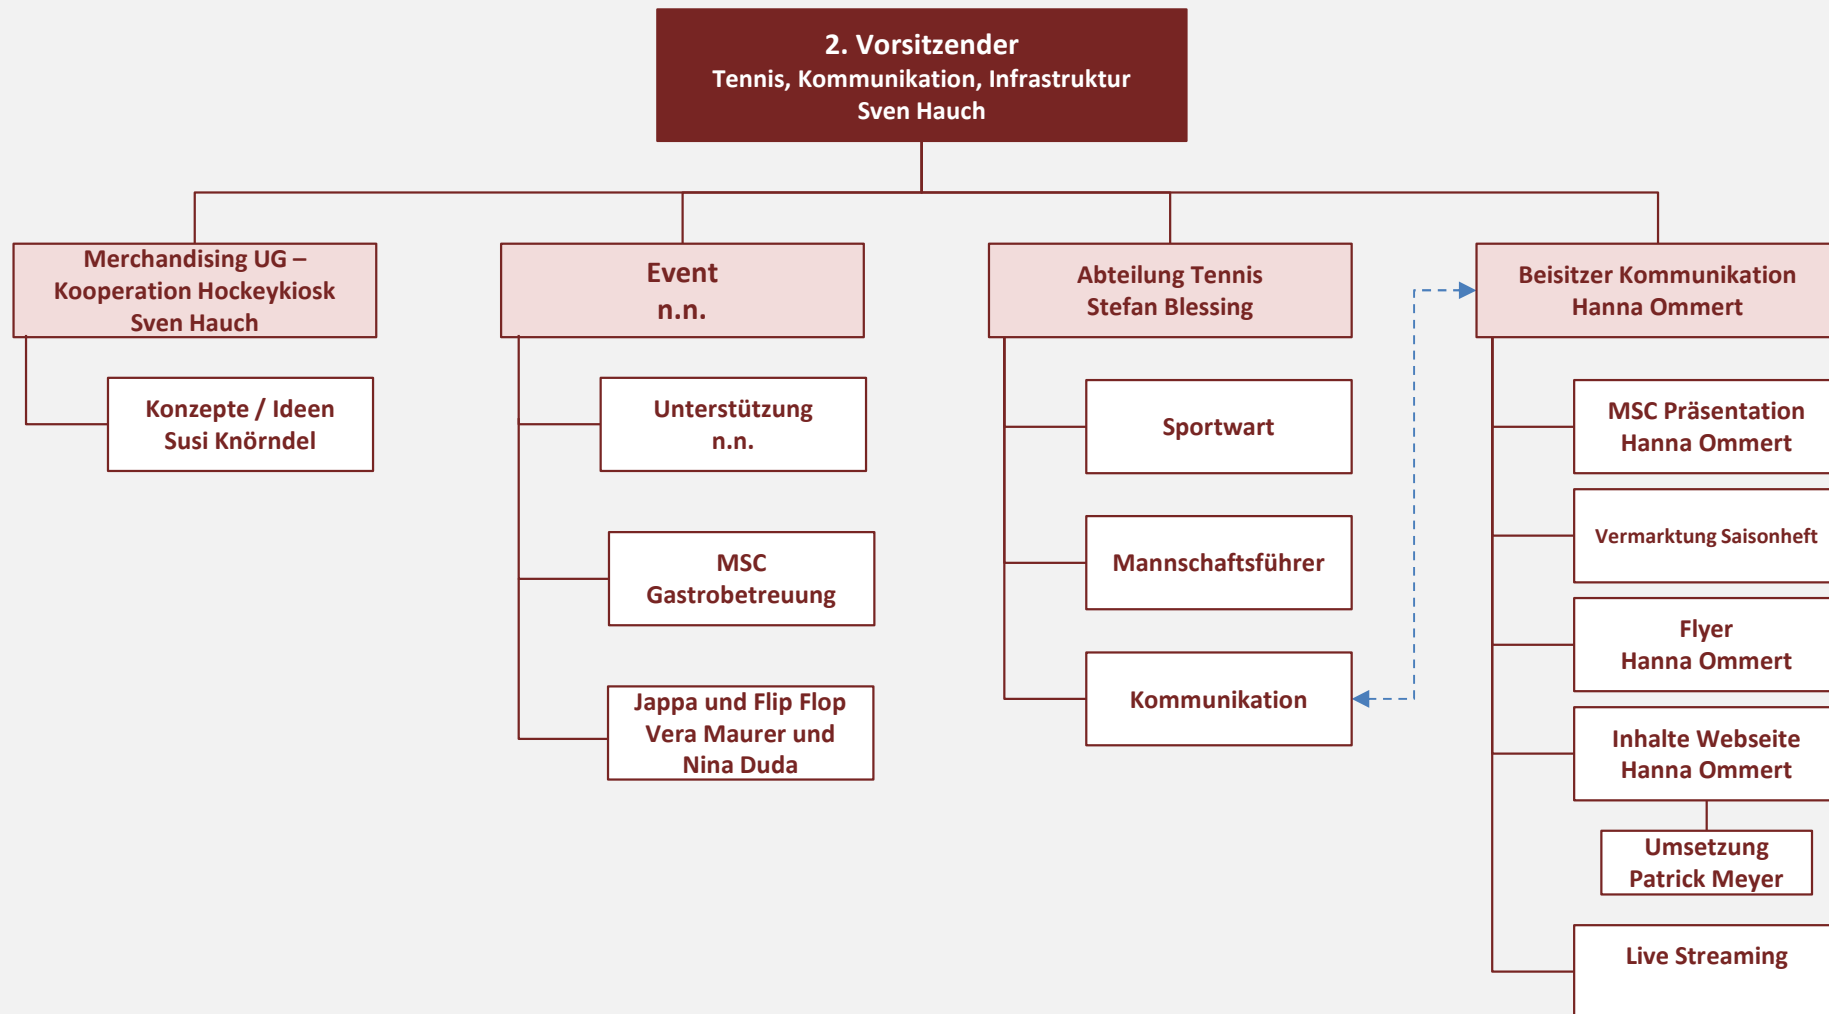 2. Vorsitzender
Tennis, Kommunikation, Infrastruktur
Sven Hauch
Merchandising UG –
Kooperation Hockeykiosk
Sven Hauch
Konzepte / Ideen
Susi Knörndel
Event
n.n.
Unterstützung
n.n.
MSC
Gastrobetreuung
Jappa und Flip Flop
Vera Maurer und
Nina Duda
Abteilung Tennis
Stefan Blessing
Sportwart
Mannschaftsführer
Kommunikation
Beisitzer Kommunikation
Hanna Ommert
MSC Präsentation
Hanna Ommert
Vermarktung Saisonheft
Flyer
Hanna Ommert
Inhalte Webseite
Hanna Ommert
Umsetzung
Patrick Meyer
Live Streaming